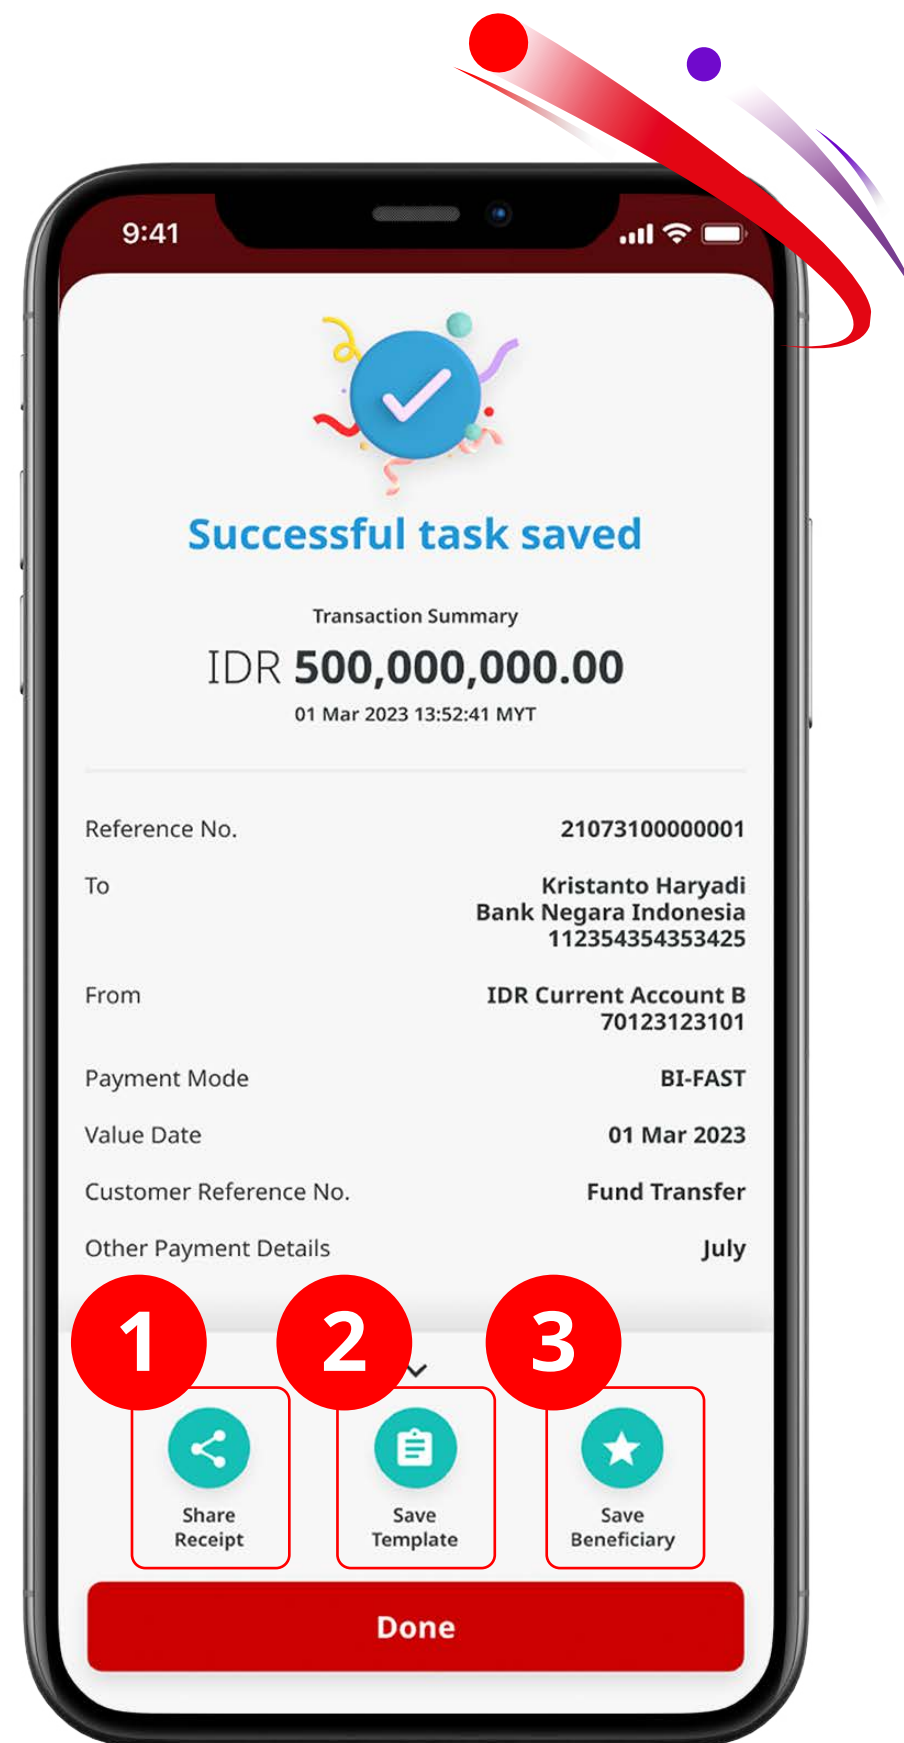 9:41
Successful task saved
Transaction Summary
IDR 500,000,000.00
01 Mar 2023 13:52:41 MYT
Reference No. 21073100000001
To Kristanto Haryadi
Bank Negara Indonesia
112354354353425
From IDR Current Account B
70123123101
Payment Mode BI-FAST
Value Date 01 Mar 2023
Customer Reference No. Fund Transfer
Other Payment Details July
1 2 3
Share Receipt
Save Template
Save Beneficiary
Done